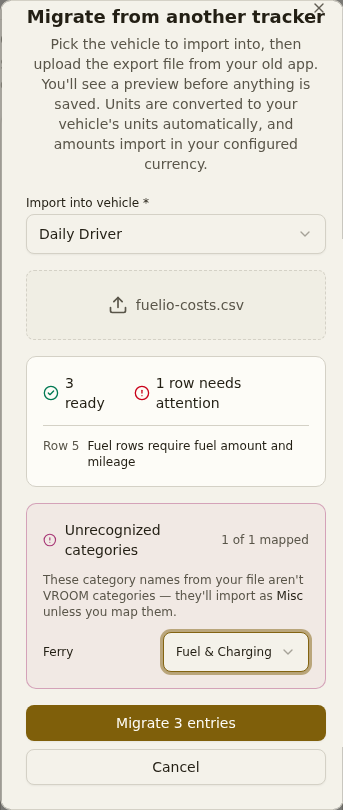 Migrate from another tracker
Pick the vehicle to import into, then
upload the export file from your old app.
You'll see a preview before anything is
saved. Units are converted to your
vehicle's units automatically, and
amounts import in your configured
currency.
Import into vehicle *
Daily Driver
fuelio-costs.csv
3
ready
1 row needs
attention
Row 5 Fuel rows require fuel amount and
mileage
Unrecognized
categories
1 of 1 mapped
These category names from your file aren't
VROOM categories — they'll import as Misc
unless you map them.
Ferry
Fuel & Charging
Migrate 3 entries
Cancel